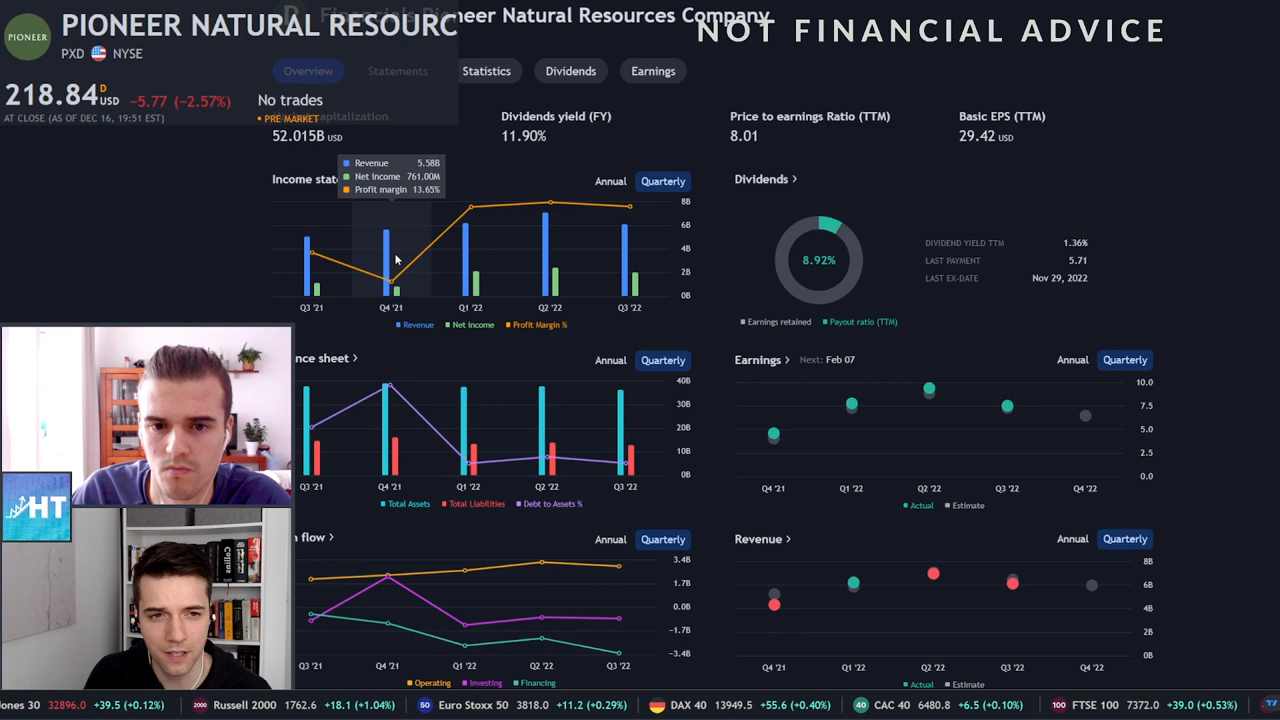 PIONEER
PIONEER NATURAL RESOURC
PXD NYSE
Financials Pioneer Natural Resources Company
NOT FINANCIAL ADVICE
218.84 D USD −5.77 (−2.57%)
AT CLOSE (AS OF DEC 16, 19:51 EST)
No trades
• PRE MARKET
Overview Statements Statistics Dividends Earnings
capitalization
52.015B USD
Dividends yield (FY)
11.90%
Price to earnings Ratio (TTM)
8.01
Basic EPS (TTM)
29.42 USD
Income stat
Annual Quarterly
Revenue 5.58B
Net Income 761.00M
Profit margin 13.65%
8B
6B
4B
2B
0B
Q3 '21 Q4 '21 Q1 '22 Q2 '22 Q3 '22
Revenue Net Income Profit Margin %
Dividends >
8.92%
DIVIDEND YIELD TTM 1.36%
LAST PAYMENT 5.71
LAST EX-DATE Nov 29, 2022
Earnings retained Payout ratio (TTM)
nce sheet >
Annual Quarterly
40B
30B
20B
10B
0B
Q3 '21 Q4 '21 Q1 '22 Q2 '22 Q3 '22
Total Assets Total Liabilities Debt to Assets %
Earnings > Next: Feb 07
Annual Quarterly
10.0
7.5
5.0
2.5
0.0
Q4 '21 Q1 '22 Q2 '22 Q3 '22 Q4 '22
Actual Estimate
HT
Collins
flow >
Annual Quarterly
3.4B
1.7B
0.0B
−1.7B
−3.4B
Q3 '21 Q4 '21 Q1 '22 Q2 '22 Q3 '22
Operating Investing Financing
Revenue >
Annual Quarterly
8B
6B
4B
2B
0B
Q4 '21 Q1 '22 Q2 '22 Q3 '22 Q4 '22
Actual Estimate
Jones 30 32896.0 +39.5 (+0.12%) 2000 Russell 2000 1762.6 +18.1 (+1.04%) 50 Euro Stoxx 50 3818.0 +11.2 (+0.29%) DAX 40 13949.5 +55.6 (+0.40%) 40 CAC 40 6480.8 +6.5 (+0.10%) 100 FTSE 100 7372.0 +39.0 (+0.53%)